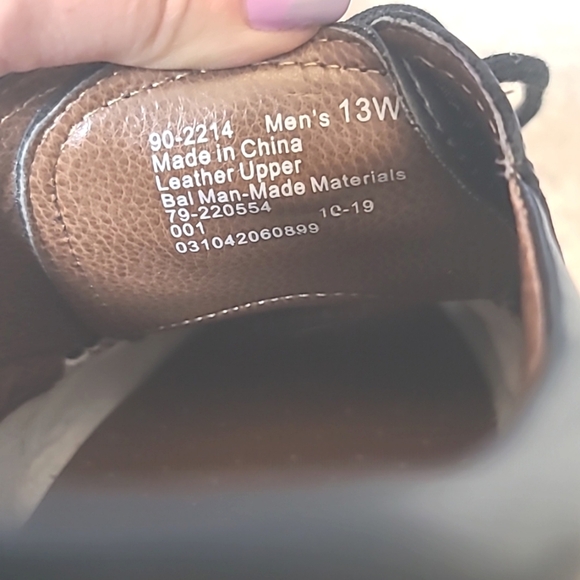 90-2214 Men's 13W
Made in China
Leather Upper
Bal Man-Made Materials
79-220554 10-19
001
031042060899